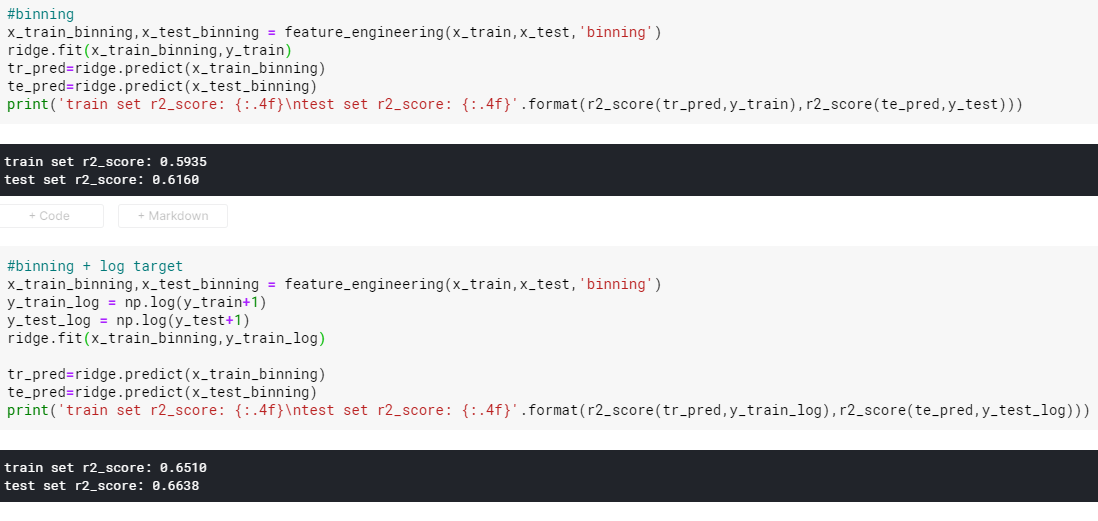 #binning
x_train_binning,x_test_binning = feature_engineering(x_train,x_test,'binning')
ridge.fit(x_train_binning,y_train)
tr_pred=ridge.predict(x_train_binning)
te_pred=ridge.predict(x_test_binning)
print('train set r2_score: {:.4f}\ntest set r2_score: {:.4f}'.format(r2_score(tr_pred,y_train),r2_score(te_pred,y_test)))
train set r2_score: 0.5935
test set r2_score: 0.6160
+ Code + Markdown
#binning + log target
x_train_binning,x_test_binning = feature_engineering(x_train,x_test,'binning')
y_train_log = np.log(y_train+1)
y_test_log = np.log(y_test+1)
ridge.fit(x_train_binning,y_train_log)
tr_pred=ridge.predict(x_train_binning)
te_pred=ridge.predict(x_test_binning)
print('train set r2_score: {:.4f}\ntest set r2_score: {:.4f}'.format(r2_score(tr_pred,y_train_log),r2_score(te_pred,y_test_log)))
train set r2_score: 0.6510
test set r2_score: 0.6638